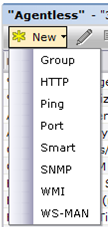 "Agentless" - "
New
Group
HTTP
Ping
Port
Smart
SNMP
WMI
WS-MAN